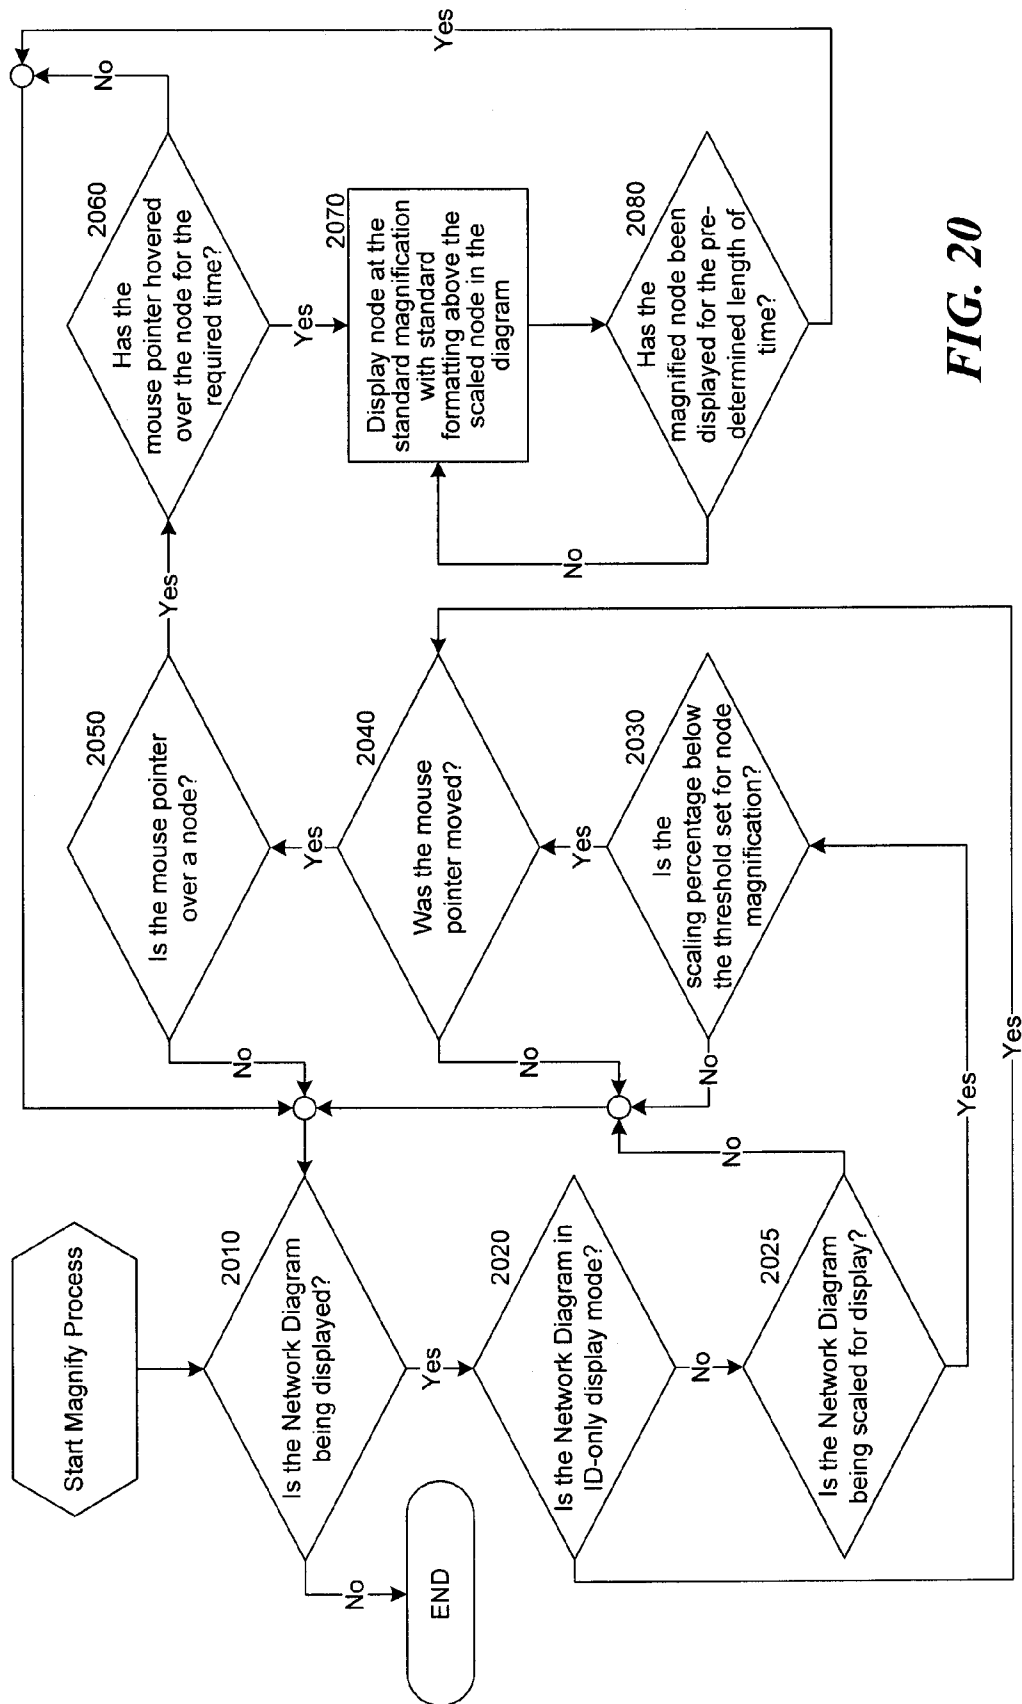 Start Magnify Process
2010
Is the Network Diagram
being displayed?
No
END
Yes
2020
Is the Network Diagram in
ID-only display mode?
Yes
No
2025
Is the Network Diagram
being scaled for display?
No
Yes
2030
Is the
scaling percentage below
the threshold set for node
magnification?
No
Yes
2040
Was the mouse
pointer moved?
No
Yes
2050
Is the mouse pointer
over a node?
No
Yes
2060
Has the
mouse pointer hovered
over the node for the
required time?
No
Yes
2070
Display node at the
standard magnification
with standard
formatting above the
scaled node in the
diagram
2080
Has the
magnified node been
displayed for the pre-
determined length of
time?
No
Yes
FIG. 20